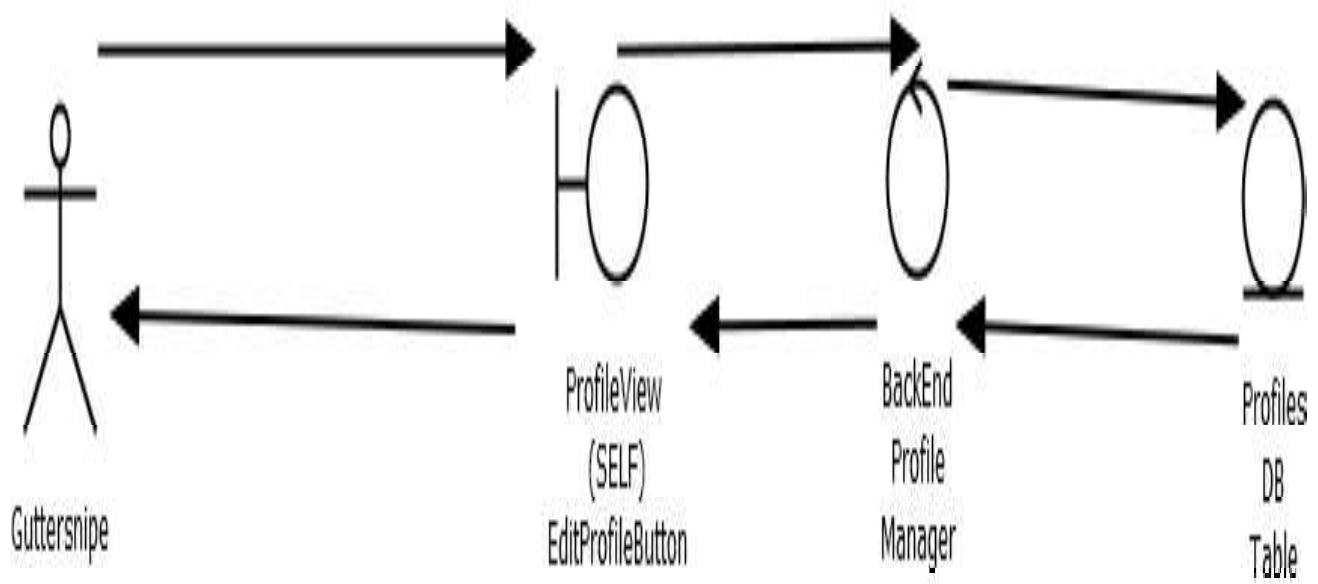 Guttersnipe
ProfileView
(SELF)
EditProfileButton
BackEnd
Profile
Manager
Profiles
DB
Table